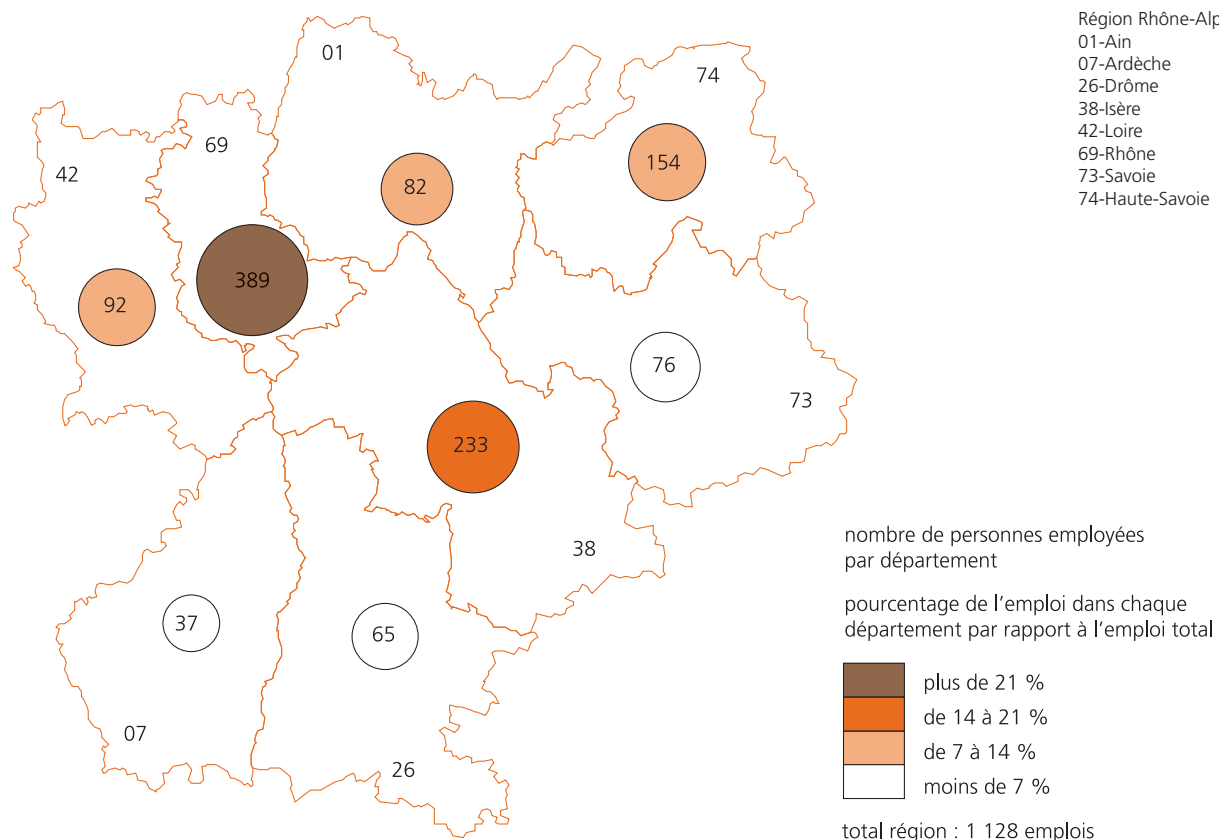 Région Rhône-Alp
01-Ain
07-Ardèche
26-Drôme
38-Isère
42-Loire
69-Rhône
73-Savoie
74-Haute-Savoie
01
74
69
42
154
82
389
92
76
73
233
38
37
65
07
26
nombre de personnes employées
par département
pourcentage de l'emploi dans chaque
département par rapport à l'emploi total
plus de 21 %
de 14 à 21 %
de 7 à 14 %
moins de 7 %
total région : 1 128 emplois